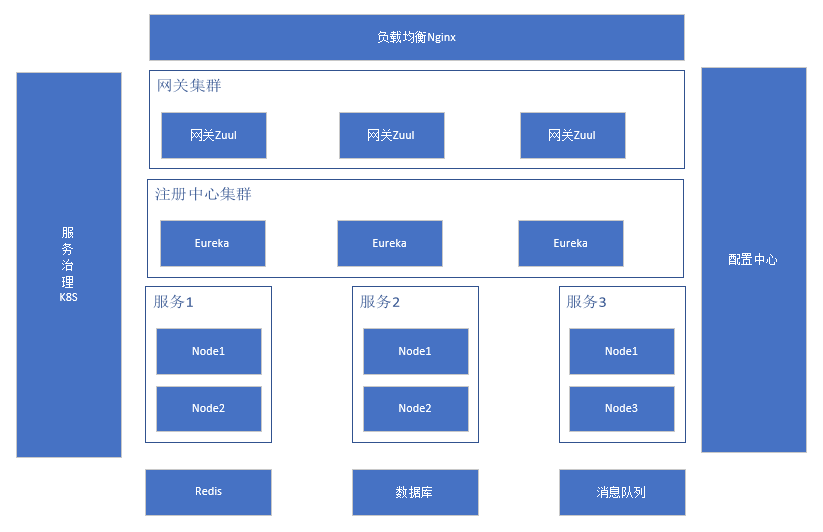 负载均衡Nginx
网关集群
网关Zuul
网关Zuul
网关Zuul
注册中心集群
Eureka
Eureka
Eureka
服
务
治
理
K8S
配置中心
服务1
Node1
Node2
服务2
Node1
Node2
服务3
Node1
Node3
Redis
数据库
消息队列